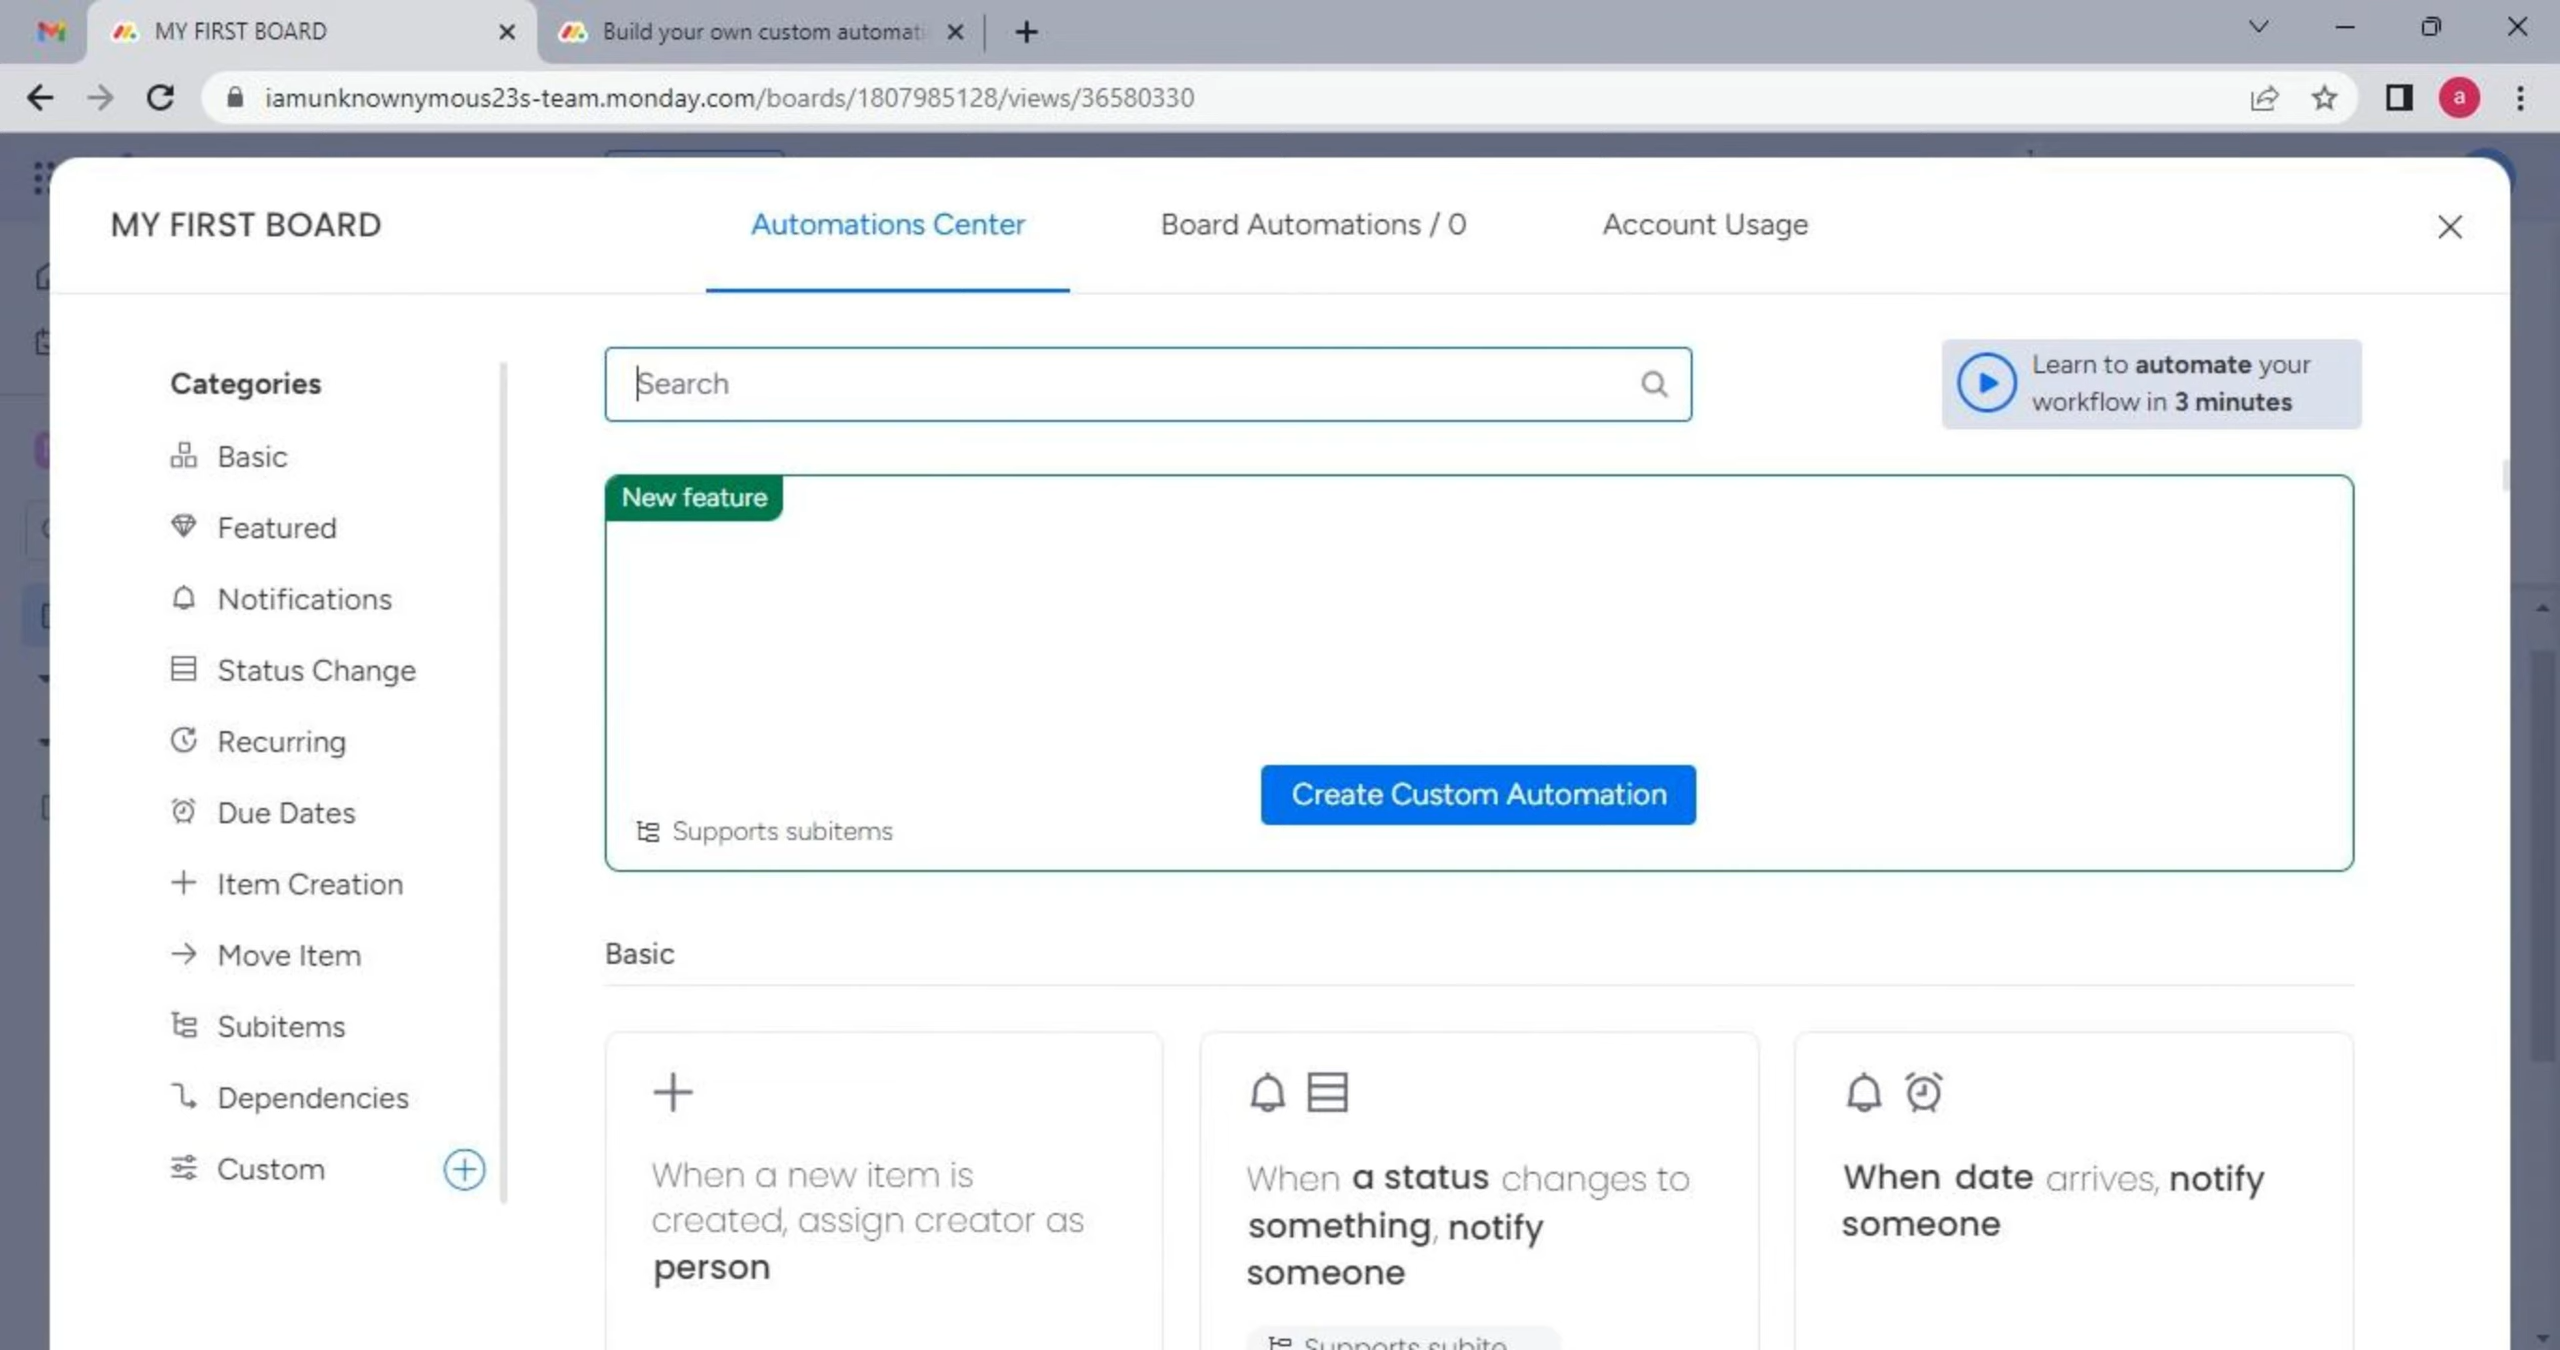 MY FIRST BOARD
Build your own custom automati
iamunknownymous23s-team.monday.com/boards/1807985128/views/36580330
a
MY FIRST BOARD
Automations Center
Board Automations / 0
Account Usage
Categories
Basic
Featured
Notifications
Status Change
Recurring
Due Dates
Item Creation
Move Item
Subitems
Dependencies
Custom
Search
Learn to automate your
workflow in 3 minutes
New feature
Create Custom Automation
Supports subitems
Basic
When a new item is
created, assign creator as
person
When a status changes to
something, notify
someone
Supports subite
When date arrives, notify
someone